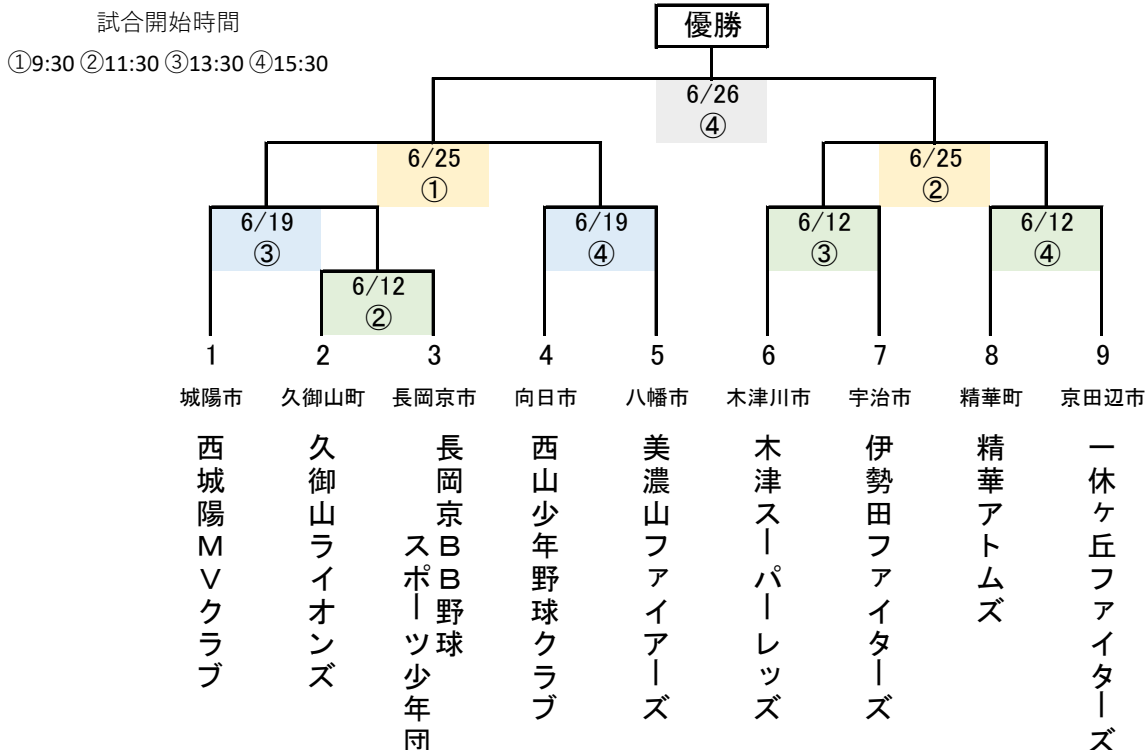 試合開始時間
①9:30 ②11:30 ③13:30 ④15:30
優勝
6/26
④
6/25
①
6/25
②
6/19
③
6/19
④
6/12
③
6/12
④
6/12
②
1
2
3
4
5
6
7
8
9
城陽市
久御山町
長岡京市
向日市
八幡市
木津川市
宇治市
精華町
京田辺市
西城陽MVクラブ
久御山ライオンズ
長岡京BB野球
スポーツ少年団
西山少年野球クラブ
美濃山ファイアーズ
木津スーパーレッズ
伊勢田ファイターズ
精華アトムズ
一休ヶ丘ファイターズ